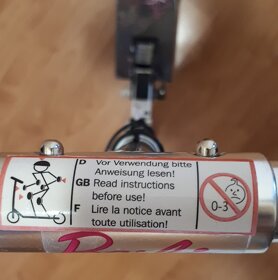 D Vor Verwendung bitte
Anweisung lesen!
GB Read instructions
before use!
F Lire la notice avant
toute utilisation!
0-3